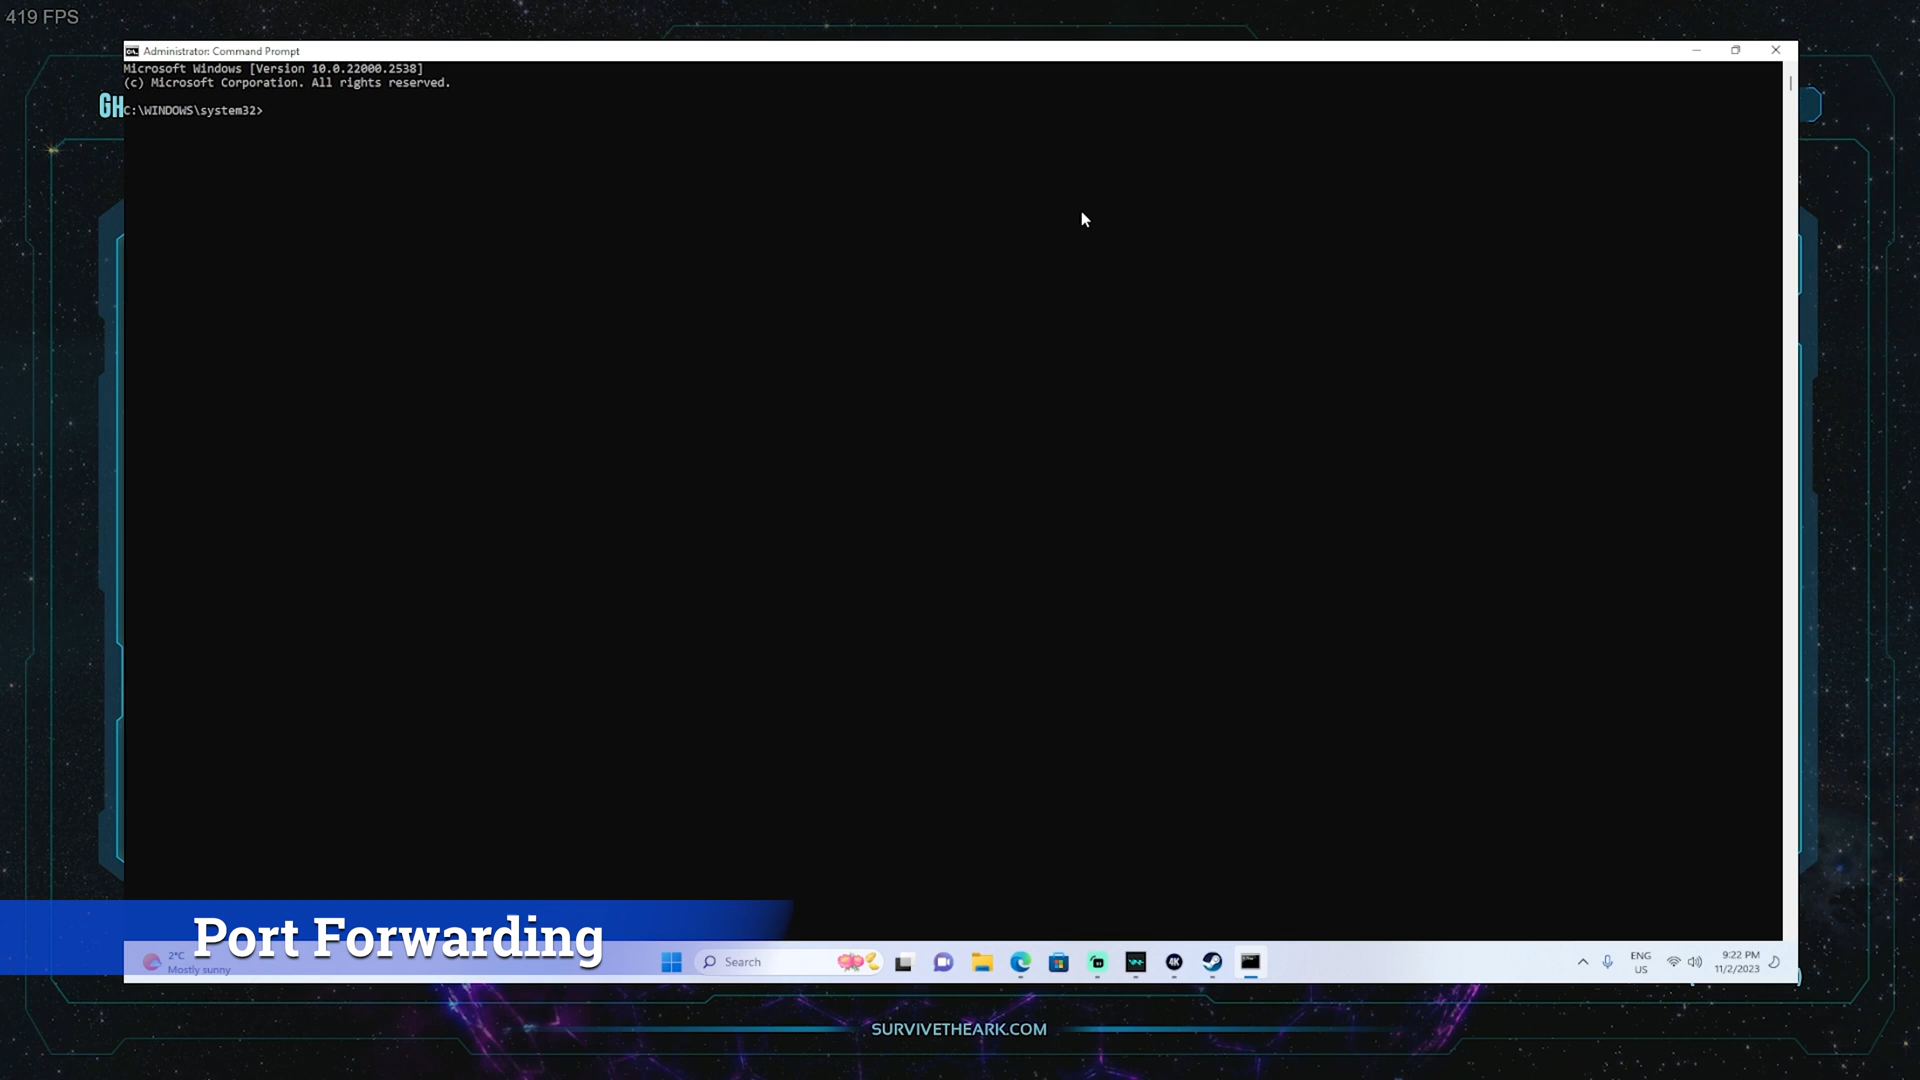 419 FPS
Administrator: Command Prompt
Microsoft Windows [Version 10.0.22000.2538]
(c) Microsoft Corporation. All rights reserved.
GH
C:\WINDOWS\system32>
Port Forwarding
2°C
Mostly sunny
Search
4K
ENG
US
9:22 PM
11/2/2023
SURVIVETHEARK.COM